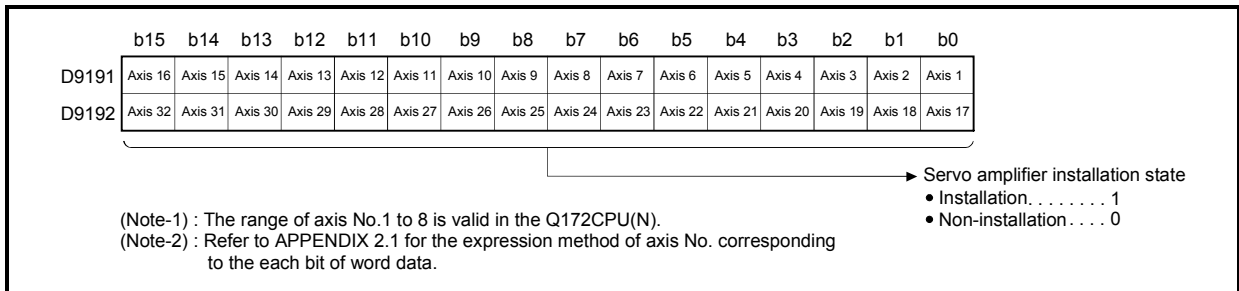 b15 b14 b13 b12 b11 b10 b9 b8 b7 b6 b5 b4 b3 b2 b1 b0
D9191 Axis 16 Axis 15 Axis 14 Axis 13 Axis 12 Axis 11 Axis 10 Axis 9 Axis 8 Axis 7 Axis 6 Axis 5 Axis 4 Axis 3 Axis 2 Axis 1
D9192 Axis 32 Axis 31 Axis 30 Axis 29 Axis 28 Axis 27 Axis 26 Axis 25 Axis 24 Axis 23 Axis 22 Axis 21 Axis 20 Axis 19 Axis 18 Axis 17
Servo amplifier installation state
• Installation. . . . . . . . 1
• Non-installation . . . . 0
(Note-1) : The range of axis No.1 to 8 is valid in the Q172CPU(N).
(Note-2) : Refer to APPENDIX 2.1 for the expression method of axis No. corresponding
to the each bit of word data.